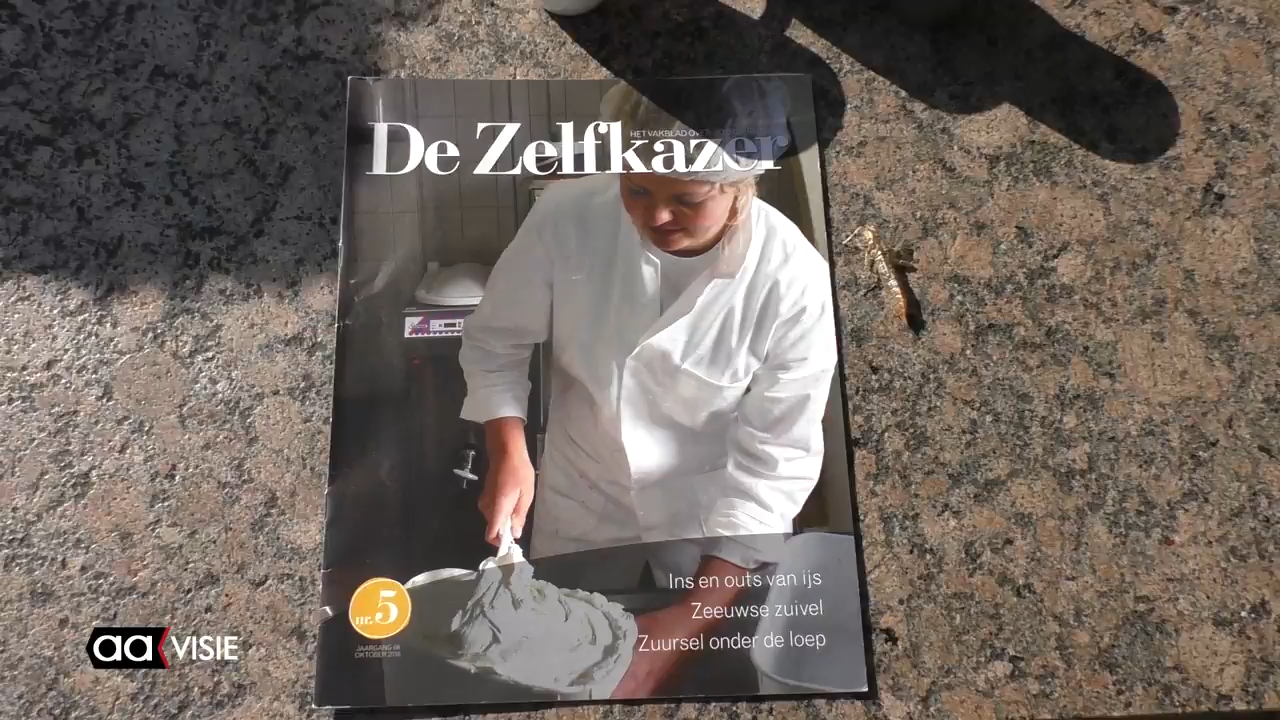 HET VAKBLAD OVER
De Zelfkazer
Ins en outs van ijs
Zeeuwse zuivel
Zuursel onder de loep
nr.5
JAARGANG
OKTOBER
aa VISIE